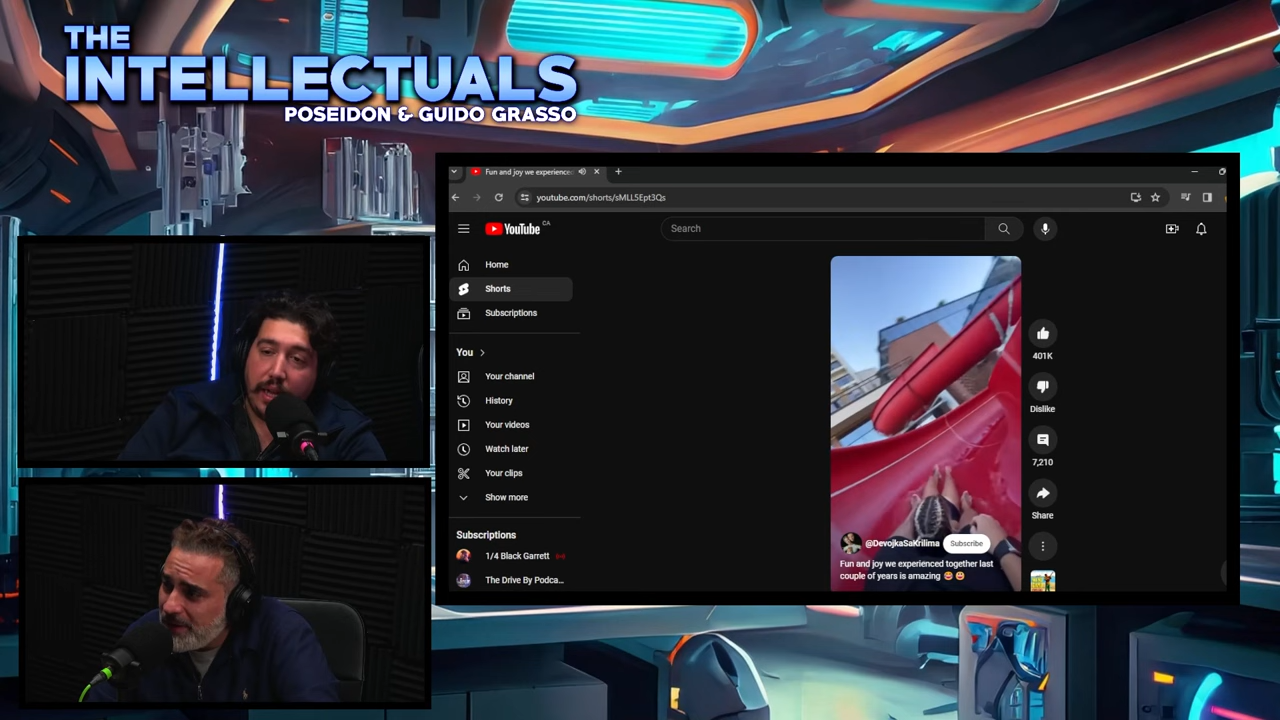 THE
INTELLECTUALS
POSEIDON & GUIDO GRASSO
Fun and joy we experience
youtube.com/shorts/sMLL5Ept3Qs
YouTube CA
Search
Home
Shorts
Subscriptions
You
Your channel
History
Your videos
Watch later
Your clips
Show more
Subscriptions
1/4 Black Garrett
The Drive By Podca...
401K
Dislike
7,210
Share
@DevojkaSaKrilima
Subscribe
Fun and joy we experienced together last
couple of years is amazing 🥰 😍